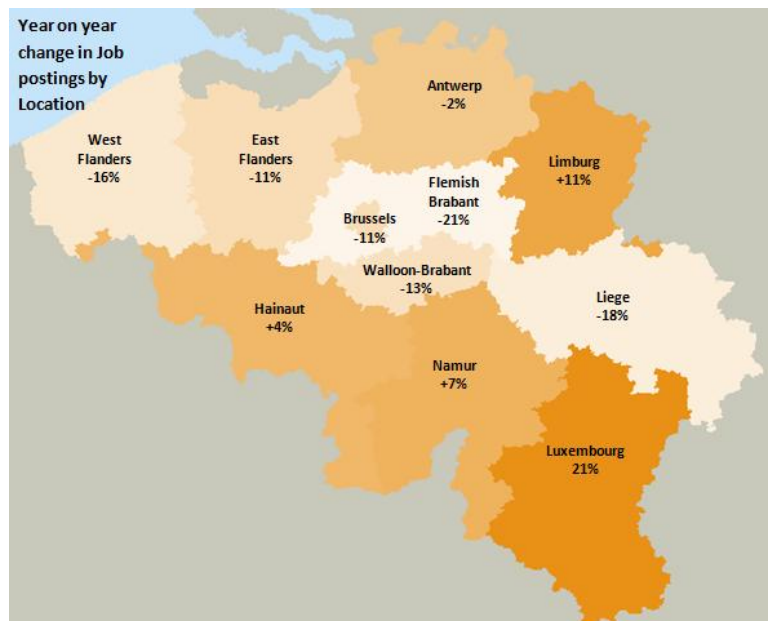 Year on year
change in Job
postings by
Location
Antwerp
-2%
West
Flanders
-16%
East
Flanders
-11%
Limburg
+11%
Flemish
Brabant
-21%
Brussels
-11%
Walloon-Brabant
-13%
Liege
-18%
Hainaut
+4%
Namur
+7%
Luxembourg
21%